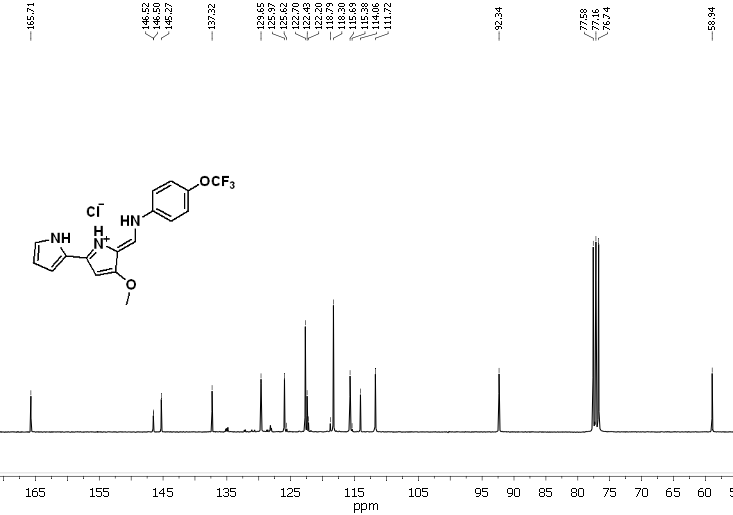 165.71
146.52
146.50
145.27
137.32
129.65
125.97
125.62
122.70
122.43
122.20
118.79
118.30
115.69
115.38
114.06
111.72
92.34
77.58
77.16
76.74
58.94
OCF3
HN
Cl−
H
N+
NH
O
165 155 145 135 125 115 105 95 90 85 80 75 70 65 60 5
ppm